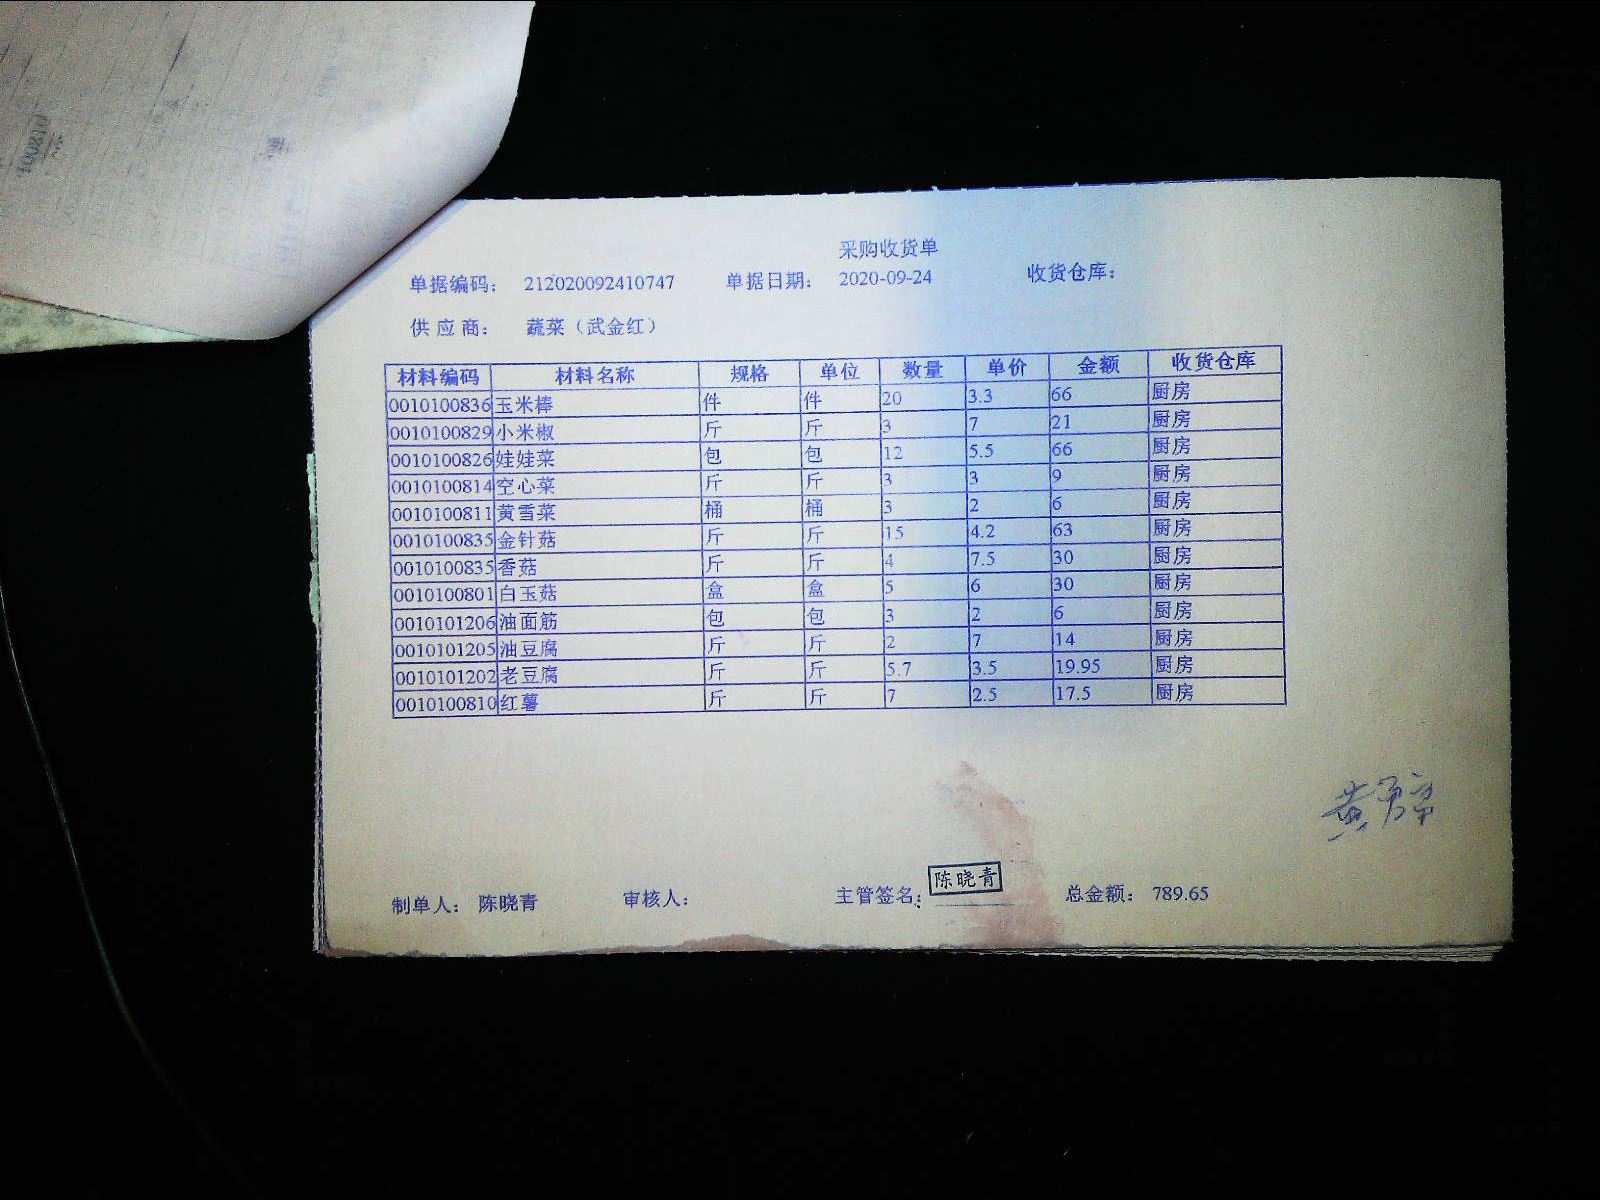 采购收货单
单据编码： 212020092410747 单据日期： 2020-09-24 收货仓库：
供 应 商： 蔬菜（武金红）
材料编码 材料名称 规格 单位 数量 单价 金额 收货仓库
0010100836 玉米棒 件 件 20 3.3 66 厨房
0010100829 小米椒 斤 斤 3 7 21 厨房
0010100826 娃娃菜 包 包 12 5.5 66 厨房
0010100814 空心菜 斤 斤 3 3 9 厨房
0010100811 黄雪菜 桶 桶 3 2 6 厨房
0010100835 金针菇 斤 斤 15 4.2 63 厨房
0010100835 香菇 斤 斤 4 7.5 30 厨房
0010100801 白玉菇 盒 盒 5 6 30 厨房
0010101206 油面筋 包 包 3 2 6 厨房
0010101205 油豆腐 斤 斤 2 7 14 厨房
0010101202 老豆腐 斤 斤 5.7 3.5 19.95 厨房
0010100810 红薯 斤 斤 7 2.5 17.5 厨房
制单人： 陈晓青 审核人： 主管签名： 陈晓青 总金额： 789.65